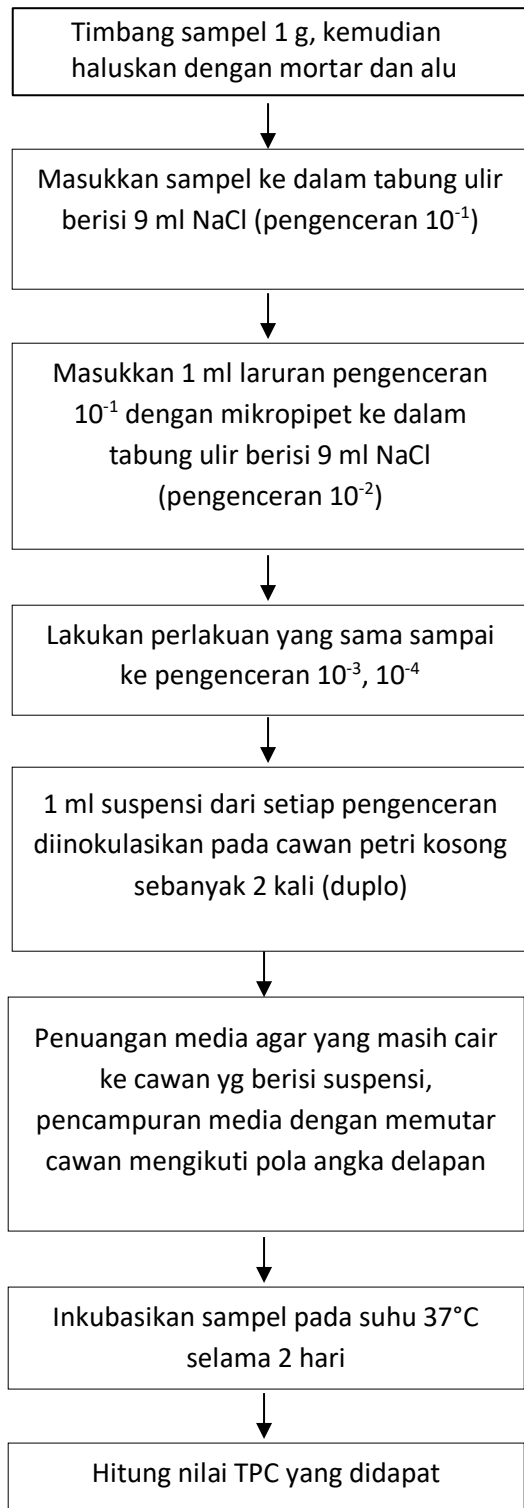 Timbang sampel 1 g, kemudian
haluskan dengan mortar dan alu
Masukkan sampel ke dalam tabung ulir
berisi 9 ml NaCl (pengenceran 10⁻¹)
Masukkan 1 ml laruran pengenceran
10⁻¹ dengan mikropipet ke dalam
tabung ulir berisi 9 ml NaCl
(pengenceran 10⁻²)
Lakukan perlakuan yang sama sampai
ke pengenceran 10⁻³, 10⁻⁴
1 ml suspensi dari setiap pengenceran
diinokulasikan pada cawan petri kosong
sebanyak 2 kali (duplo)
Penuangan media agar yang masih cair
ke cawan yg berisi suspensi,
pencampuran media dengan memutar
cawan mengikuti pola angka delapan
Inkubasikan sampel pada suhu 37°C
selama 2 hari
Hitung nilai TPC yang didapat